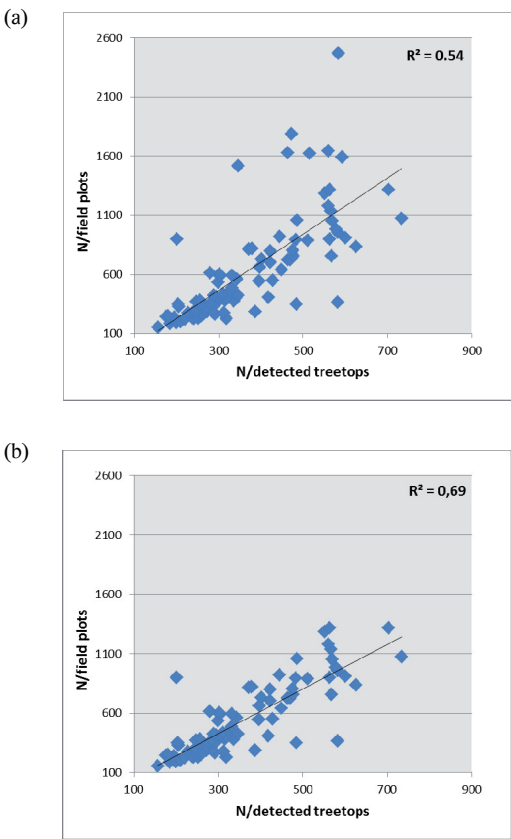 (a)
2600
R² = 0.54
2100
1600
1100
600
100
N/field plots
100 300 500 700 900
N/detected treetops
(b)
2600
R² = 0,69
2100
1600
1100
600
100
N/field plots
100 300 500 700 900
N/detected treetops